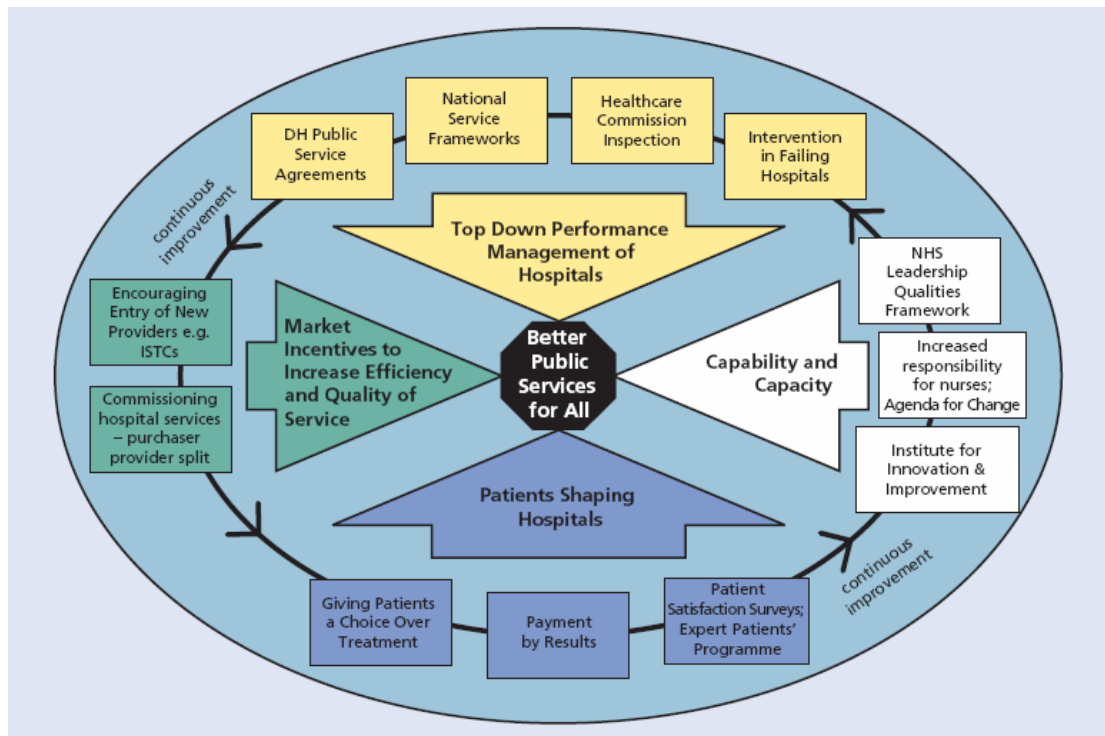 National
Service
Frameworks
Healthcare
Commission
Inspection
DH Public
Service
Agreements
Intervention
in Failing
Hospitals
continuous
improvement
Top Down Performance
Management of
Hospitals
NHS
Leadership
Qualities
Framework
Encouraging
Entry of New
Providers e.g.
ISTCs
Market
Incentives to
Increase Efficiency
and Quality of
Service
Better
Public
Services
for All
Capability and
Capacity
Increased
responsibility
for nurses;
Agenda for Change
Commissioning
hospital services
– purchaser
provider split
Institute for
Innovation &
Improvement
Patients Shaping
Hospitals
continuous
improvement
Giving Patients
a Choice Over
Treatment
Payment
by Results
Patient
Satisfaction Surveys;
Expert Patients’
Programme